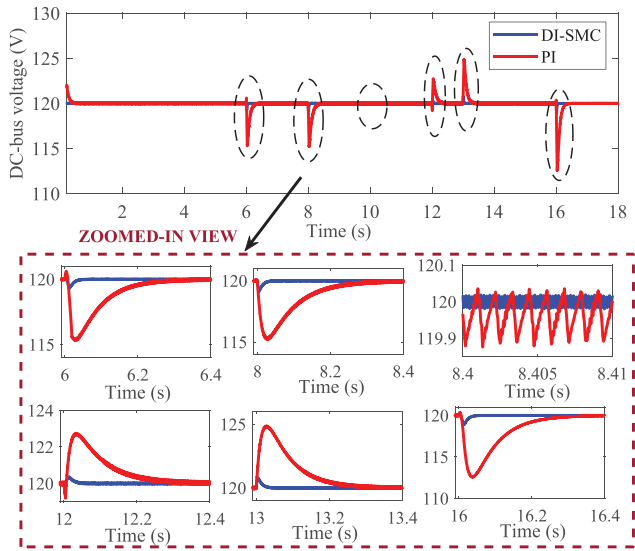 DC-bus voltage (V)
130
125
120
115
110
DI-SMC
PI
2 4 6 8 10 12 14 16 18
Time (s)
ZOOMED-IN VIEW
120
115
6 6.2 6.4
Time (s)
120
115
8 8.2 8.4
Time (s)
120.1
120
119.9
8.4 8.405 8.41
Time (s)
124
122
120
12 12.2 12.4
Time (s)
125
120
13 13.2 13.4
Time (s)
120
115
110
16 16.2 16.4
Time (s)